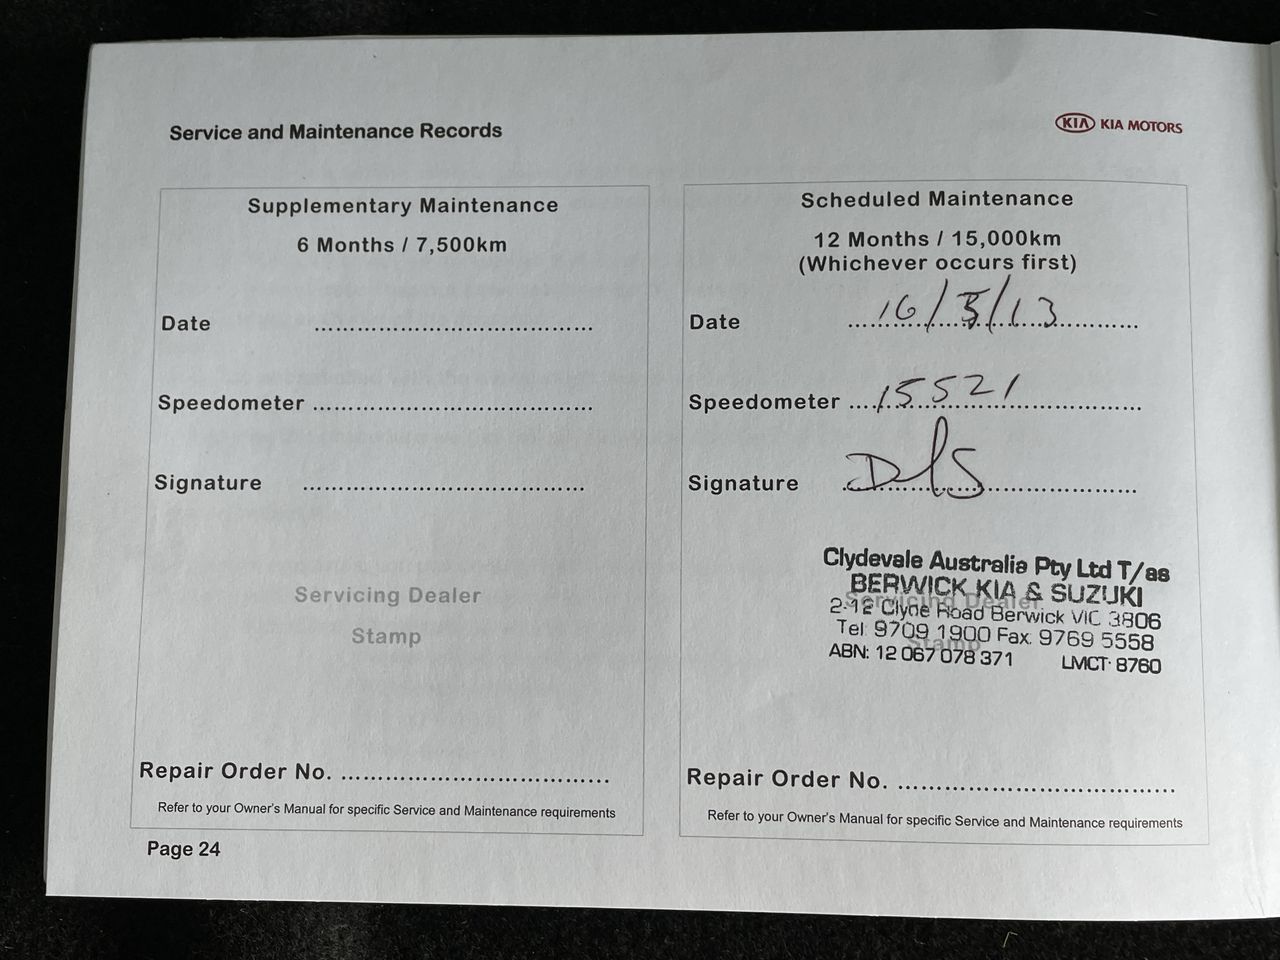 Service and Maintenance Records
KIA KIA MOTORS
Supplementary Maintenance
6 Months / 7,500km
Date ................................................
Speedometer ................................................
Signature ................................................
Servicing Dealer
Stamp
Repair Order No. ................................................
Refer to your Owner's Manual for specific Service and Maintenance requirements
Page 24
Scheduled Maintenance
12 Months / 15,000km
(Whichever occurs first)
Date 16/5/13
Speedometer 15521
Signature
Clydevale Australia Pty Ltd T/as
BERWICK KIA & SUZUKI
Servicing Dealer
2-12 Clyde Road Berwick VIC 3806
Tel: 9709 1900 Fax: 9769 5558
Stamp
ABN: 12 067 078 371 LMCT: 8760
Repair Order No. ................................................
Refer to your Owner's Manual for specific Service and Maintenance requirements